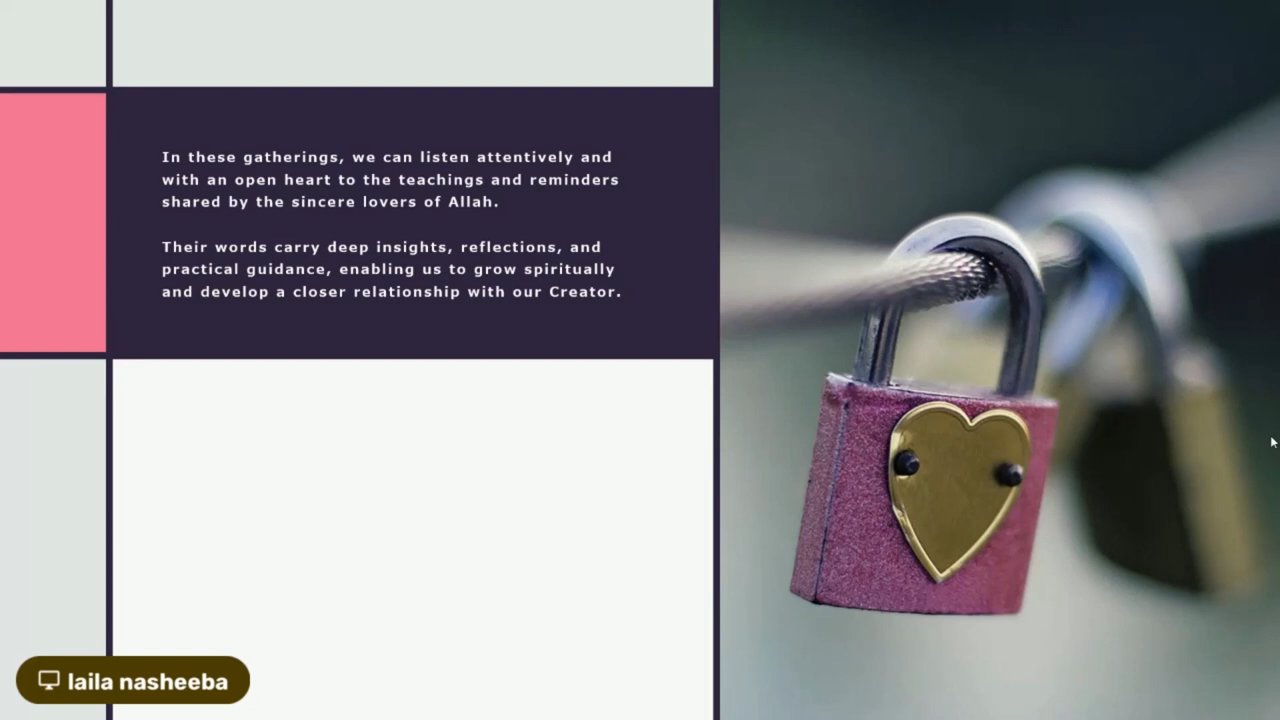 In these gatherings, we can listen attentively and
with an open heart to the teachings and reminders
shared by the sincere lovers of Allah.
Their words carry deep insights, reflections, and
practical guidance, enabling us to grow spiritually
and develop a closer relationship with our Creator.
laila nasheeba